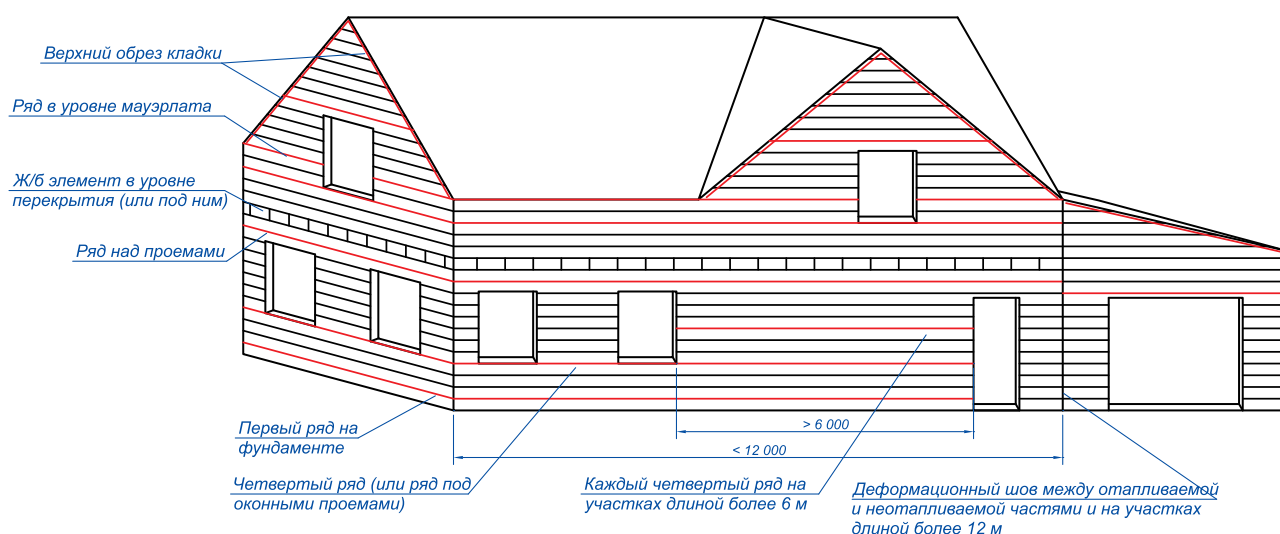 Верхний обрез кладки
Ряд в уровне мауэрлата
Ж/б элемент в уровне
перекрытия (или под ним)
Ряд над проемами
Первый ряд на
фундаменте
> 6 000
< 12 000
Четвертый ряд (или ряд под
оконными проемами)
Каждый четвертый ряд на
участках длиной более 6 м
Деформационный шов между отапливаемой
и неотапливаемой частями и на участках
длиной более 12 м